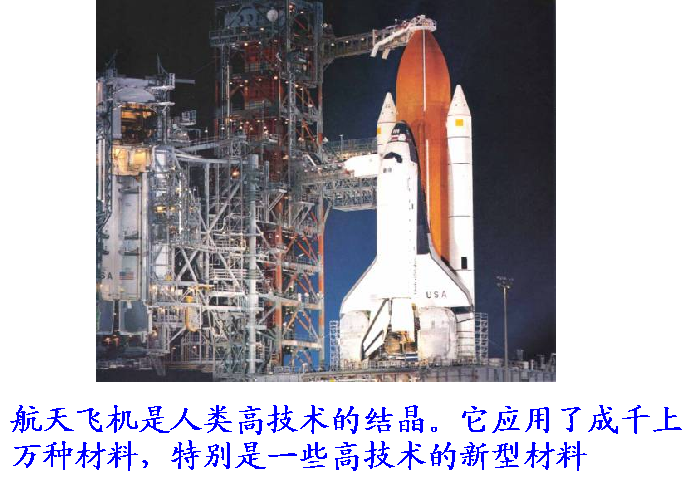 USA
SA
航天飞机是人类高技术的结晶。它应用了成千上
万种材料，特别是一些高技术的新型材料